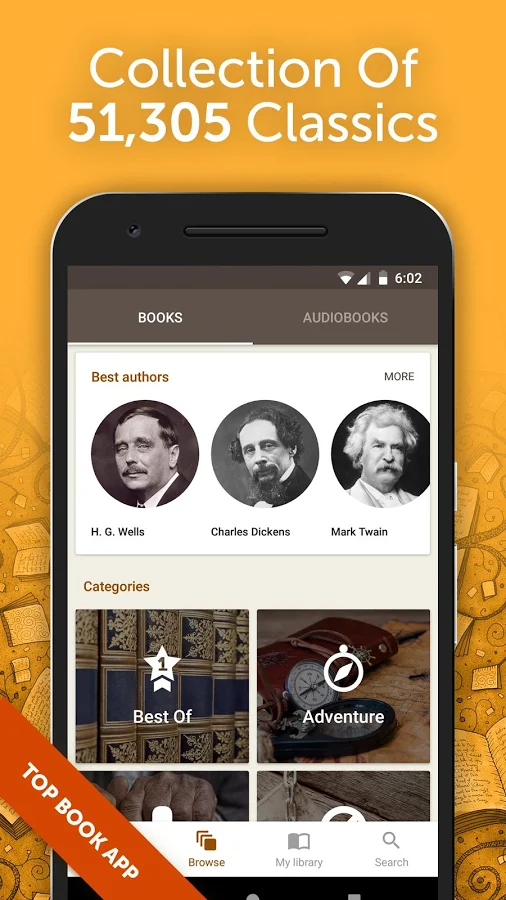 Collection Of
51,305 Classics
6:02
BOOKS
AUDIOBOOKS
Best authors
MORE
H. G. Wells
Charles Dickens
Mark Twain
Categories
1
Best Of
Adventure
TOP BOOK APP
Browse
My library
Search